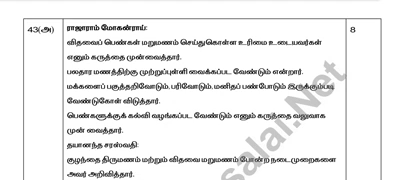 43(அ) ராஜாராம் மோகன்ராய்: 8
விதவைப் பெண்கள் மறுமணம் செய்துகொள்ள உரிமை உடையவர்கள்
எனும் கருத்தை முன்வைத்தார்.
பலதார மணத்திற்கு முற்றுப்புள்ளி வைக்கப்பட வேண்டும் என்றார்.
மக்களைப் பகுத்தறிவோடும், பரிவோடும், மனிதப் பண்போடும் இருக்கும்படி
வேண்டுகோள் விடுத்தார்.
பெண்களுக்குக் கல்வி வழங்கப்பட வேண்டும் எனும் கருத்தை வலுவாக
முன் வைத்தார்.
தயானந்த சரஸ்வதி:
குழந்தை திருமணம் மற்றும் விதவை மறுமணம் போன்ற நடைமுறைகளை
அவர் அறிவித்தார்.
salai.Net